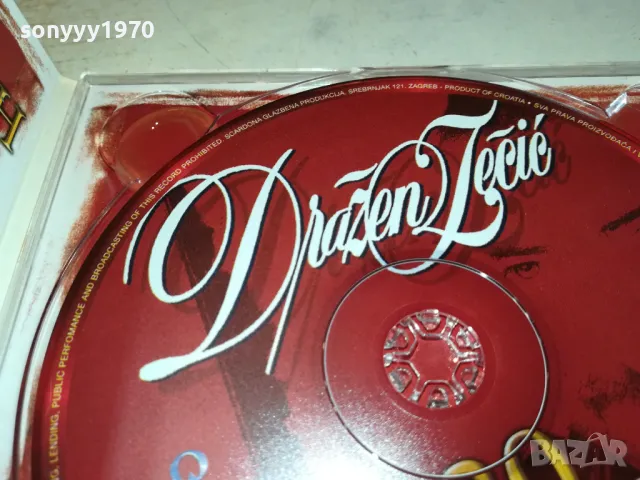 sonyyy1970
LENDING, PUBLIC PERFOMANCE AND BROADCASTING OF THIS RECORD PROHIBITED. SCARDONA GLAZBENA PRODUKCIJA, SREBRNJAK 121. ZAGREB - PRODUCT OF CROATIA • SVA PRAVA PROIZVOĐAČA I
Dražen Zečić
BAZAR